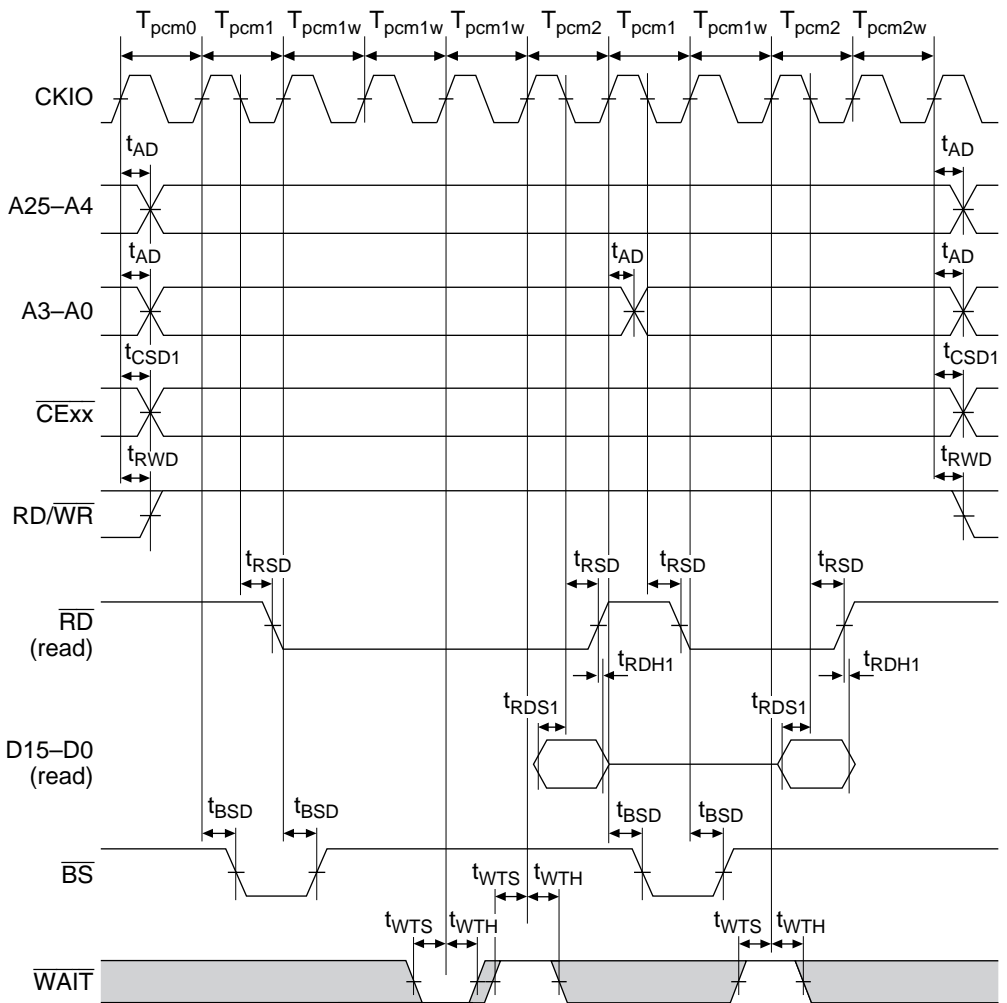 Tpcm0 Tpcm1 Tpcm1w Tpcm1w Tpcm1w Tpcm2 Tpcm1 Tpcm1w Tpcm2 Tpcm2w
CKIO
tAD tAD
A25–A4
tAD tAD tAD
A3–A0
tCSD1 tCSD1
CExx
tRWD tRWD
RD/WR
tRSD tRSD tRSD tRSD
RD
(read)
tRDH1 tRDH1
tRDS1 tRDS1
D15–D0
(read)
tBSD tBSD tBSD tBSD
BS
tWTS tWTH
tWTS tWTH tWTS tWTH
WAIT